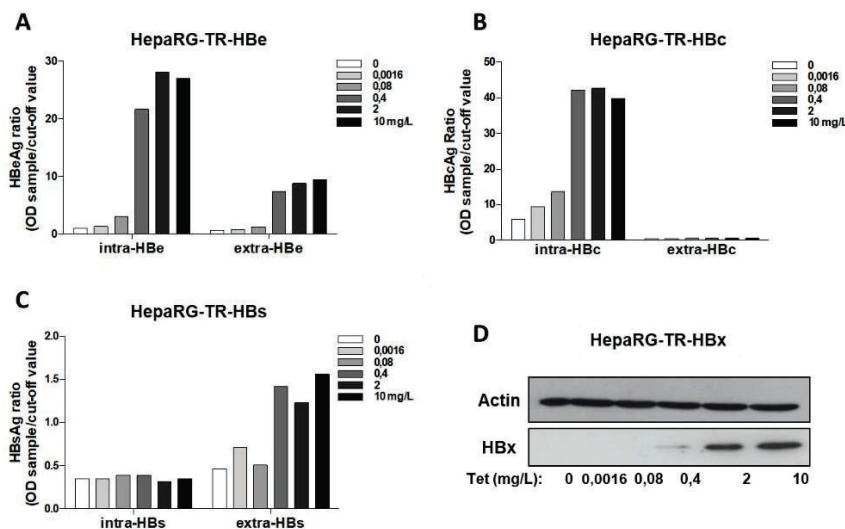 A
HepaRG-TR-HBe
HBeAg ratio
(OD sample/cut-off value
30
20
10
0
intra-HBe
extra-HBe
0
0,0016
0,08
0,4
2
10 mg/L
B
HepaRG-TR-HBc
HBcAg Ratio
(OD sample/cut-off value
50
40
30
20
10
0
intra-HBc
extra-HBc
0
0,0016
0,08
0,4
2
10 mg/L
C
HepaRG-TR-HBs
HBsAg ratio
(OD sample/cut-off value
2.0
1.5
1.0
0.5
0.0
intra-HBs
extra-HBs
0
0,0016
0,08
0,4
2
10 mg/L
D
HepaRG-TR-HBx
Actin
HBx
Tet (mg/L): 0 0,0016 0,08 0,4 2 10